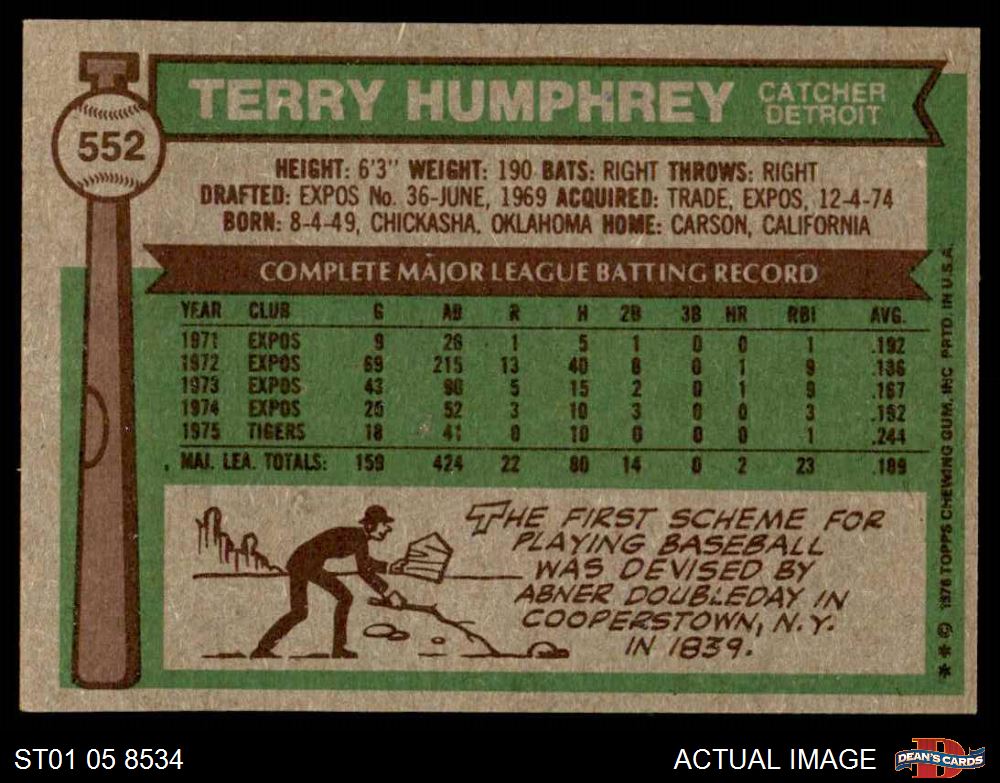 552
TERRY HUMPHREY CATCHER
DETROIT
HEIGHT: 6'3" WEIGHT: 190 BATS: RIGHT THROWS: RIGHT
DRAFTED: EXPOS No. 36-JUNE, 1969 ACQUIRED: TRADE, EXPOS, 12-4-74
BORN: 8-4-49, CHICKASHA, OKLAHOMA HOME: CARSON, CALIFORNIA
COMPLETE MAJOR LEAGUE BATTING RECORD
YEAR CLUB G AB R H 2B 3B HR RBI AVG.
1971 EXPOS 9 26 1 5 1 0 0 1 .192
1972 EXPOS 69 215 13 40 8 0 1 9 .186
1973 EXPOS 43 90 5 15 2 0 1 9 .167
1974 EXPOS 20 52 3 10 3 0 0 3 .192
1975 TIGERS 18 41 0 10 0 0 0 1 .244
MAJ. LEA. TOTALS: 159 424 22 80 14 0 2 23 .189
THE FIRST SCHEME FOR
PLAYING BASEBALL
WAS DEVISED BY
ABNER DOUBLEDAY IN
COOPERSTOWN, N.Y.
IN 1839.
** © 1976 TOPPS CHEWING GUM, INC PRTD. IN U.S.A.
ST01 05 8534 ACTUAL IMAGE
DEAN'S CARDS